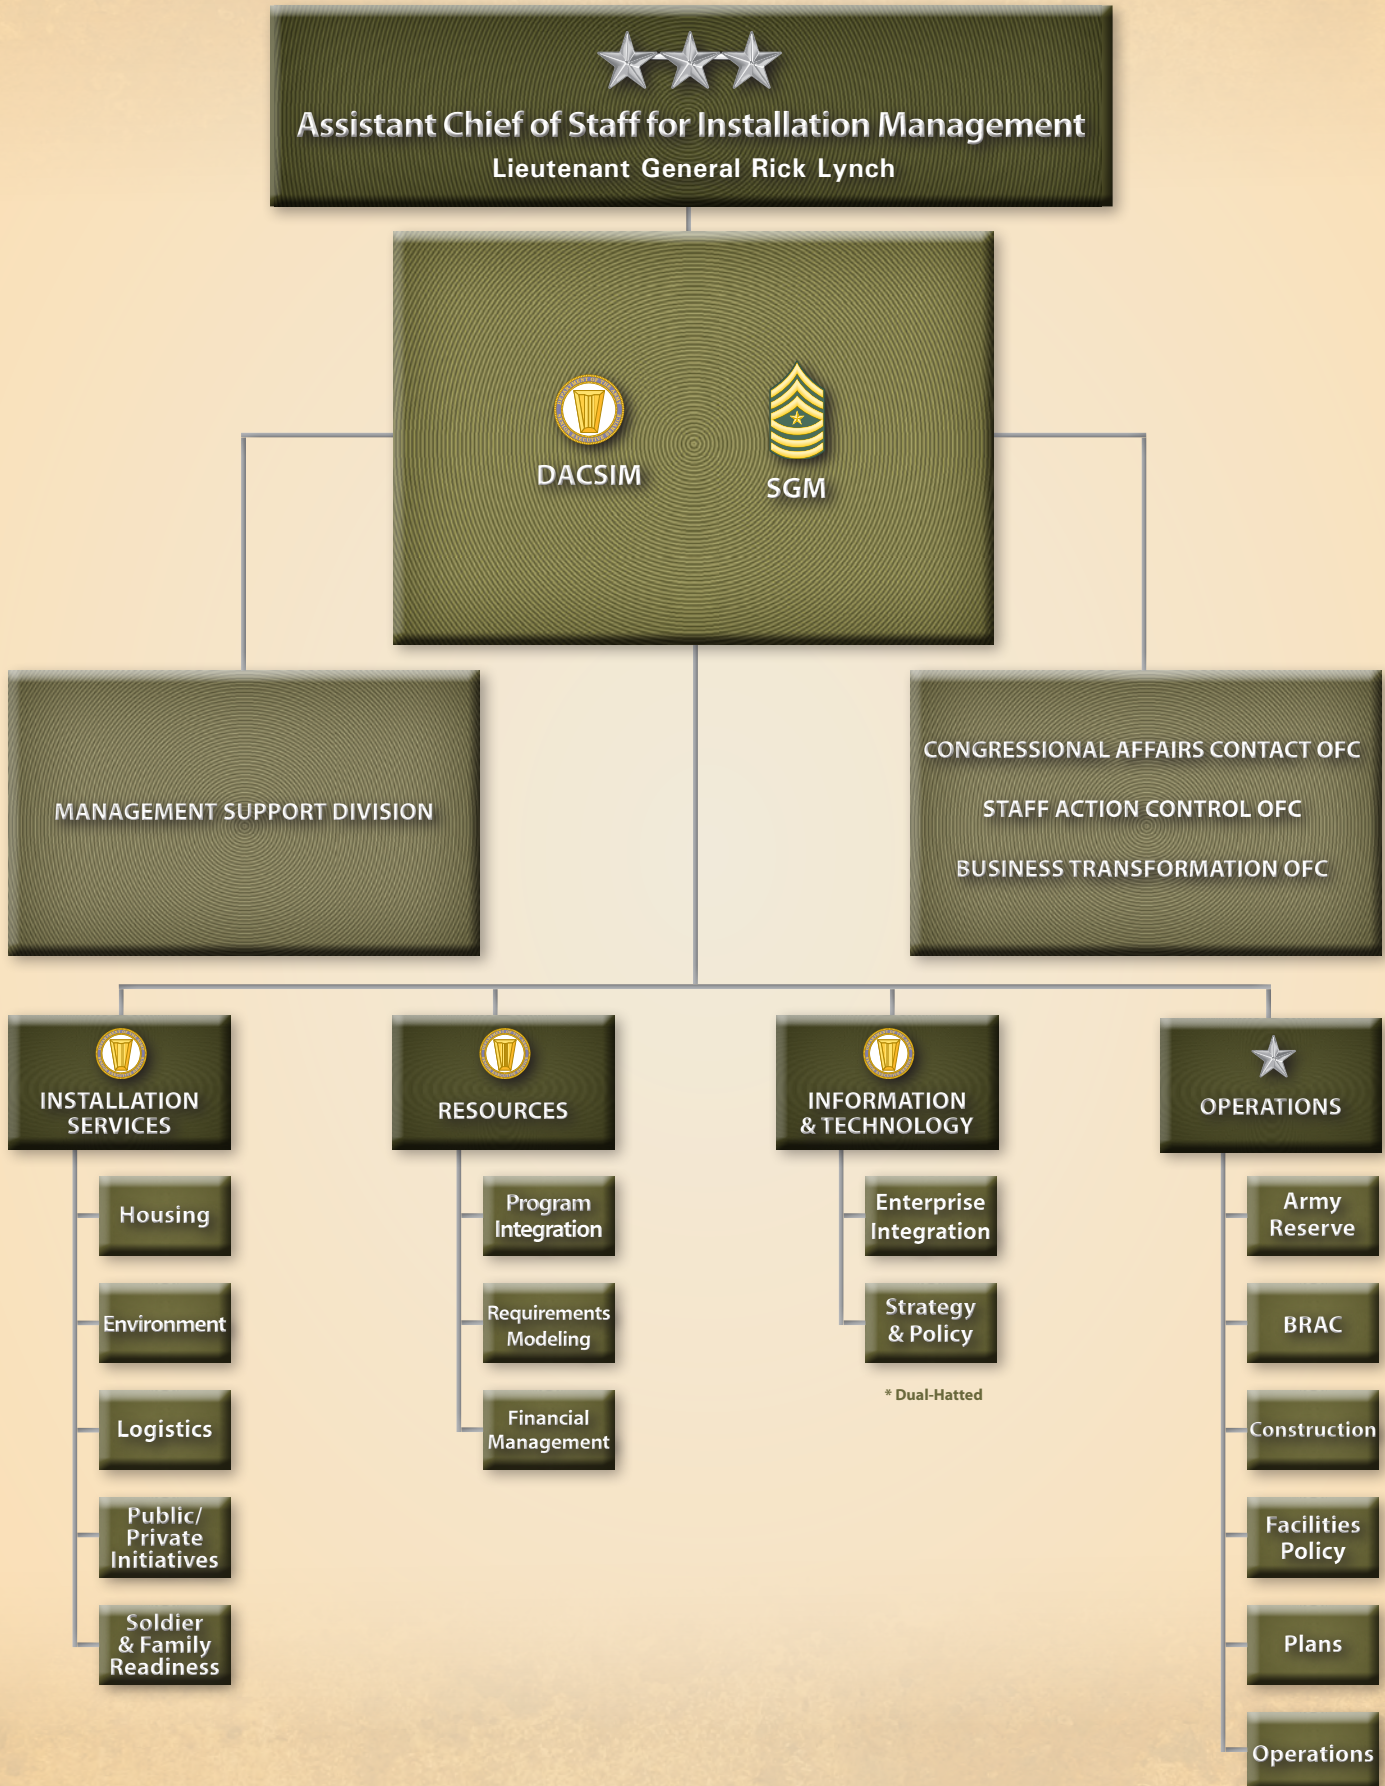 Assistant Chief of Staff for Installation Management
Lieutenant General Rick Lynch
DACSIM
SGM
MANAGEMENT SUPPORT DIVISION
CONGRESSIONAL AFFAIRS CONTACT OFC
STAFF ACTION CONTROL OFC
BUSINESS TRANSFORMATION OFC
INSTALLATION
SERVICES
Housing
Environment
Logistics
Public/
Private
Initiatives
Soldier
& Family
Readiness
RESOURCES
Program
Integration
Requirements
Modeling
Financial
Management
INFORMATION
& TECHNOLOGY
Enterprise
Integration
Strategy
& Policy
* Dual-Hatted
OPERATIONS
Army
Reserve
BRAC
Construction
Facilities
Policy
Plans
Operations